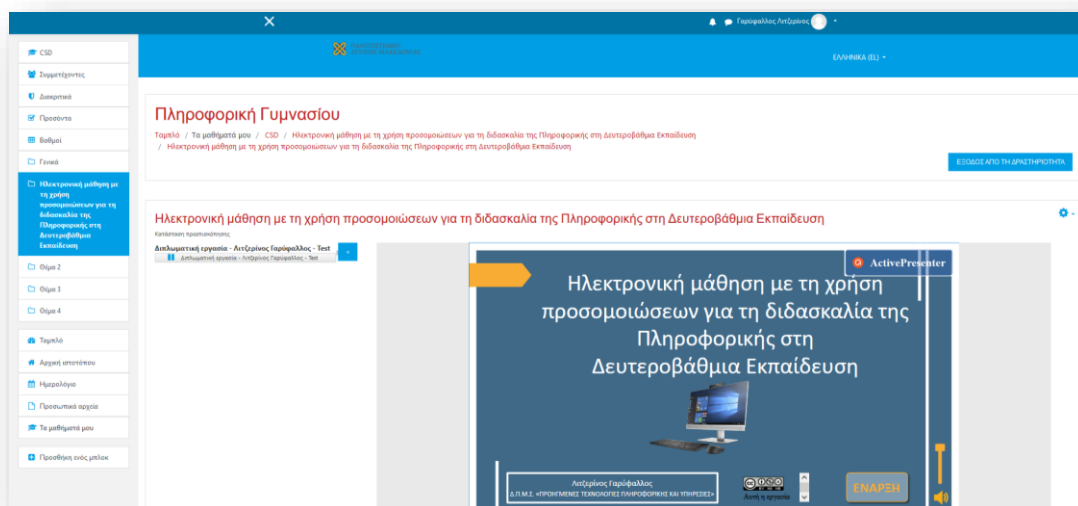 Γαρύφαλλος Λιτζερίνος
ΠΑΝΕΠΙΣΤΗΜΙΟ
ΔΥΤΙΚΗΣ ΜΑΚΕΔΟΝΙΑΣ
ΕΛΛΗΝΙΚΑ (EL)
CSD
Συμμετέχοντες
Διακριτικά
Προσόντα
Βαθμοί
Γενικά
Ηλεκτρονική μάθηση με
τη χρήση
προσομοιώσεων για τη
διδασκαλία της
Πληροφορικής στη
Δευτεροβάθμια
Εκπαίδευση
Θέμα 2
Θέμα 3
Θέμα 4
Ταμπλό
Αρχική ιστοτόπου
Ημερολόγιο
Προσωπικά αρχεία
Τα μαθήματά μου
Προσθήκη ενός μπλοκ
Πληροφορική Γυμνασίου
Ταμπλό / Τα μαθήματά μου / CSD / Ηλεκτρονική μάθηση με τη χρήση προσομοιώσεων για τη διδασκαλία της Πληροφορικής στη Δευτεροβάθμια Εκπαίδευση
/ Ηλεκτρονική μάθηση με τη χρήση προσομοιώσεων για τη διδασκαλία της Πληροφορικής στη Δευτεροβάθμια Εκπαίδευση
ΕΞΟΔΟΣ ΑΠΟ ΤΗ ΔΡΑΣΤΗΡΙΟΤΗΤΑ
Ηλεκτρονική μάθηση με τη χρήση προσομοιώσεων για τη διδασκαλία της Πληροφορικής στη Δευτεροβάθμια Εκπαίδευση
Κατάσταση προεπισκόπησης
Διπλωματική εργασία - Λιτζερίνος Γαρύφαλλος - Test
Διπλωματική εργασία - Λιτζερίνος Γαρύφαλλος - Test
ActivePresenter
Ηλεκτρονική μάθηση με τη χρήση
προσομοιώσεων για τη διδασκαλία της
Πληροφορικής στη
Δευτεροβάθμια Εκπαίδευση
Λιτζερίνος Γαρύφαλλος
Δ.Π.Μ.Σ. «ΠΡΟΗΓΜΕΝΕΣ ΤΕΧΝΟΛΟΓΙΕΣ ΠΛΗΡΟΦΟΡΙΚΗΣ ΚΑΙ ΥΠΗΡΕΣΙΕΣ»
Αυτή η εργασία
ΕΝΑΡΞΗ